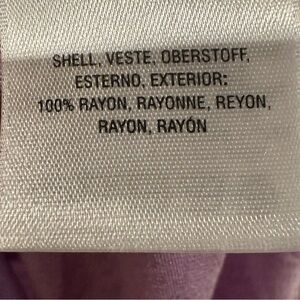 SHELL, VESTE, OBERSTOFF,
ESTERNO, EXTERIOR:
100% RAYON, RAYONNE, REYON,
RAYON, RAYÓN